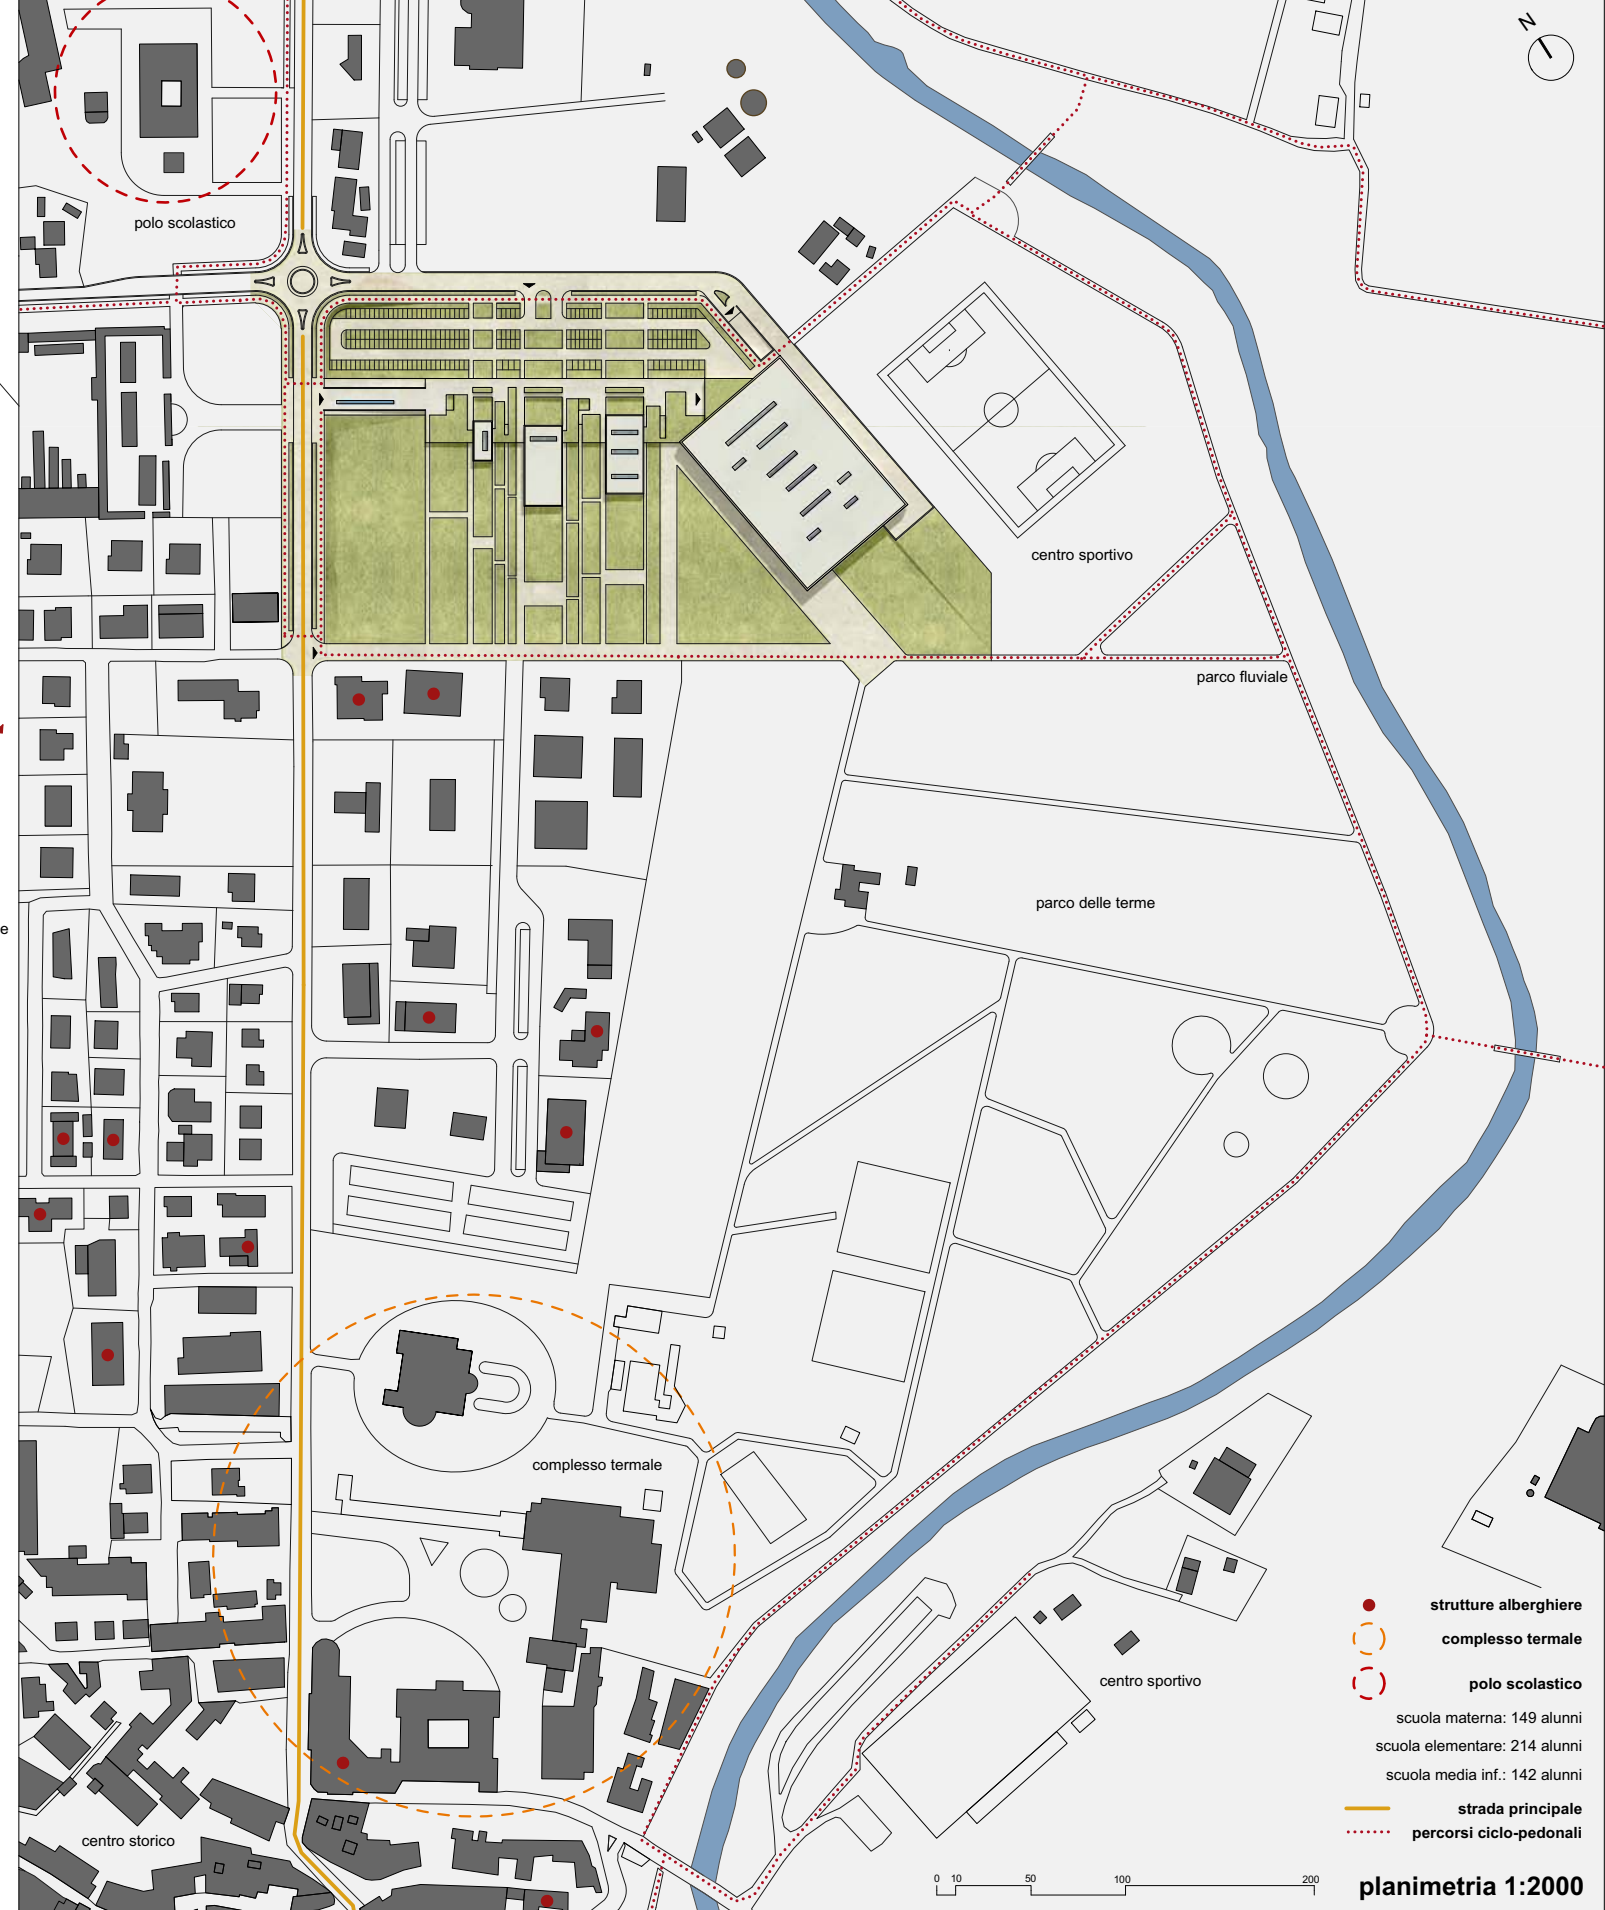 N
polo scolastico
centro sportivo
parco fluviale
parco delle terme
e
complesso termale
centro sportivo
centro storico
strutture alberghiere
complesso termale
polo scolastico
scuola materna: 149 alunni
scuola elementare: 214 alunni
scuola media inf.: 142 alunni
strada principale
percorsi ciclo-pedonali
0 10 50 100 200
planimetria 1:2000